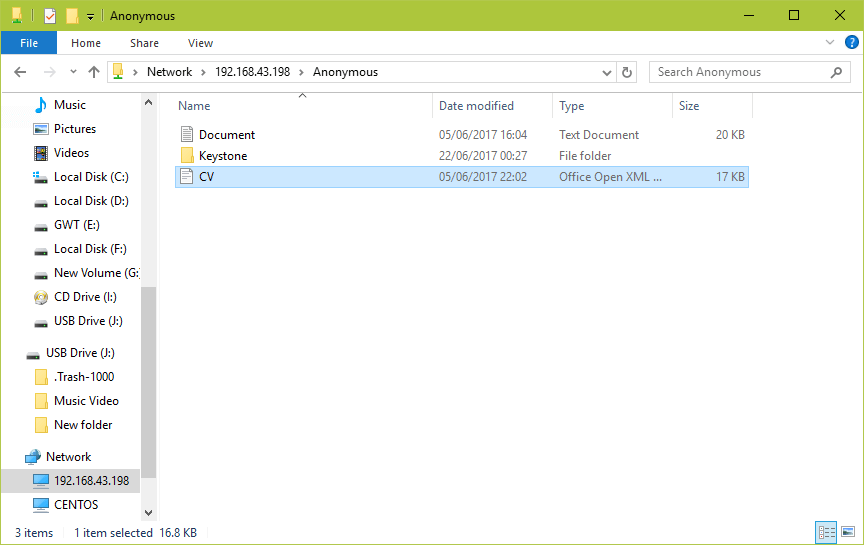 Anonymous
File Home Share View
Network 192.168.43.198 Anonymous Search Anonymous
Music
Pictures
Videos
Local Disk (C:)
Local Disk (D:)
GWT (E:)
Local Disk (F:)
New Volume (G:)
CD Drive (I:)
USB Drive (J:)
USB Drive (J:)
.Trash-1000
Music Video
New folder
Network
192.168.43.198
CENTOS
Name Date modified Type Size
Document 05/06/2017 16:04 Text Document 20 KB
Keystone 22/06/2017 00:27 File folder
CV 05/06/2017 22:02 Office Open XML ... 17 KB
3 items 1 item selected 16.8 KB